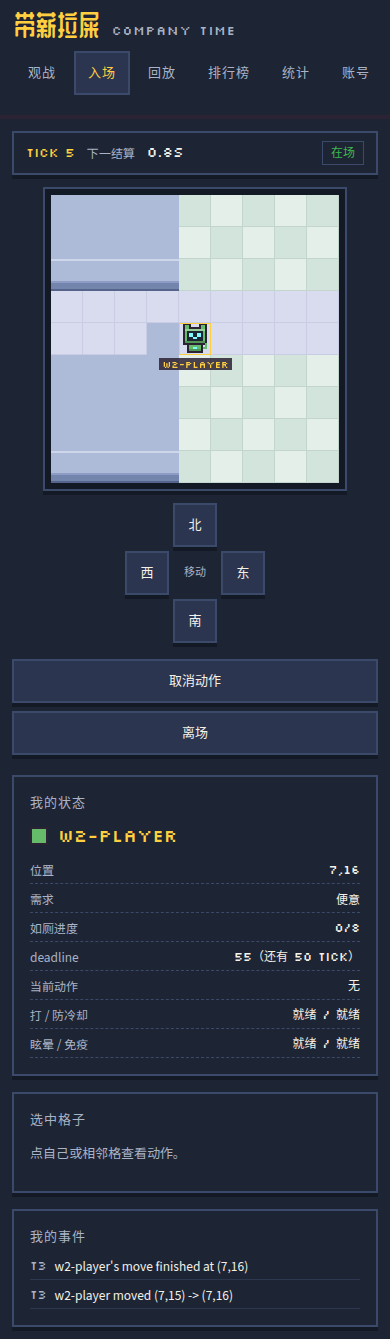 带薪拉屎 COMPANY TIME
观战 入场 回放 排行榜 统计 账号
TICK 5 下一结算 0.8S 在场
W2-PLAYER
北
西 移动 东
南
取消动作
离场
我的状态
W2-PLAYER
位置 7,16
需求 便意
如厕进度 0/8
deadline 55（还有 50 TICK）
当前动作 无
打 / 防冷却 就绪 / 就绪
眩晕 / 免疫 就绪 / 就绪
选中格子
点自己或相邻格查看动作。
我的事件
T3 w2-player's move finished at (7,16)
T3 w2-player moved (7,15) -> (7,16)